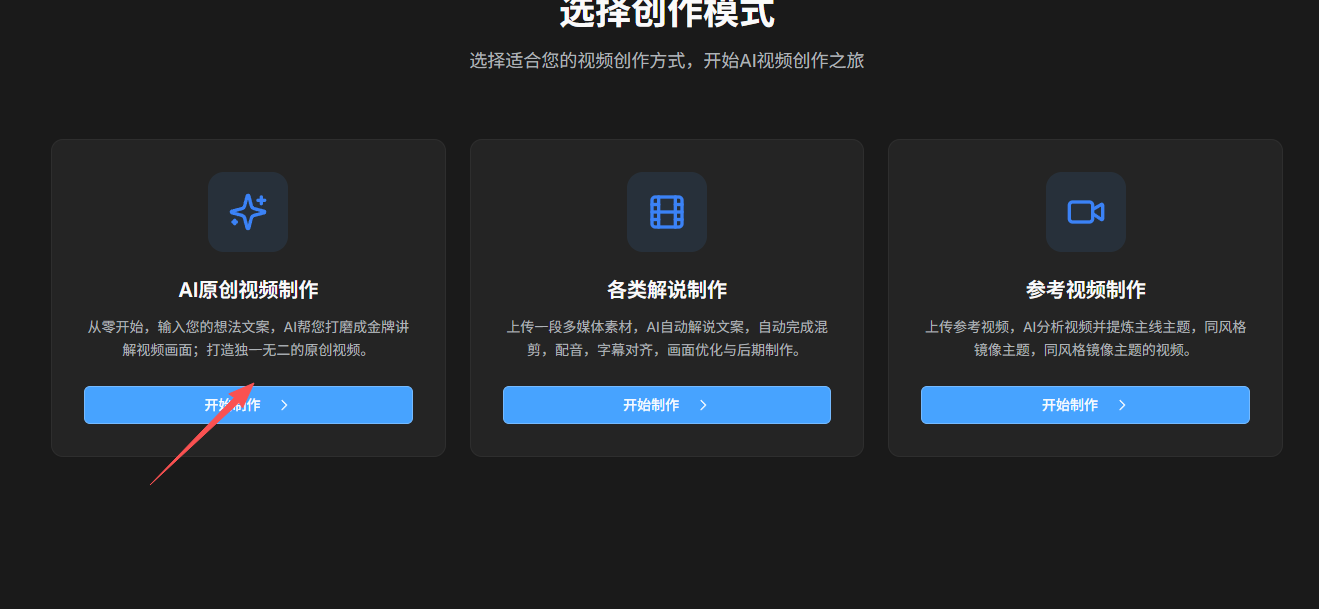 选择创作模式
选择适合您的视频创作方式，开始AI视频创作之旅
AI原创视频制作
从零开始，输入您的想法文案，AI帮您打磨成金牌讲
解视频画面；打造独一无二的原创视频。
开始制作
各类解说制作
上传一段多媒体素材，AI自动解说文案，自动完成混
剪，配音，字幕对齐，画面优化与后期制作。
开始制作
参考视频制作
上传参考视频，AI分析视频并提炼主线主题，同风格
镜像主题，同风格镜像主题的视频。
开始制作